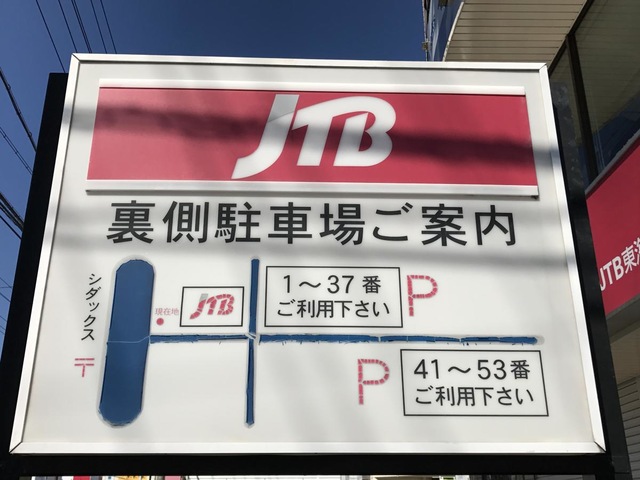 JTB
裏側駐車場ご案内
シダックス
〒
現在地
JTB
1～37番
ご利用下さい
P
P
41～53番
ご利用下さい
JTB東海